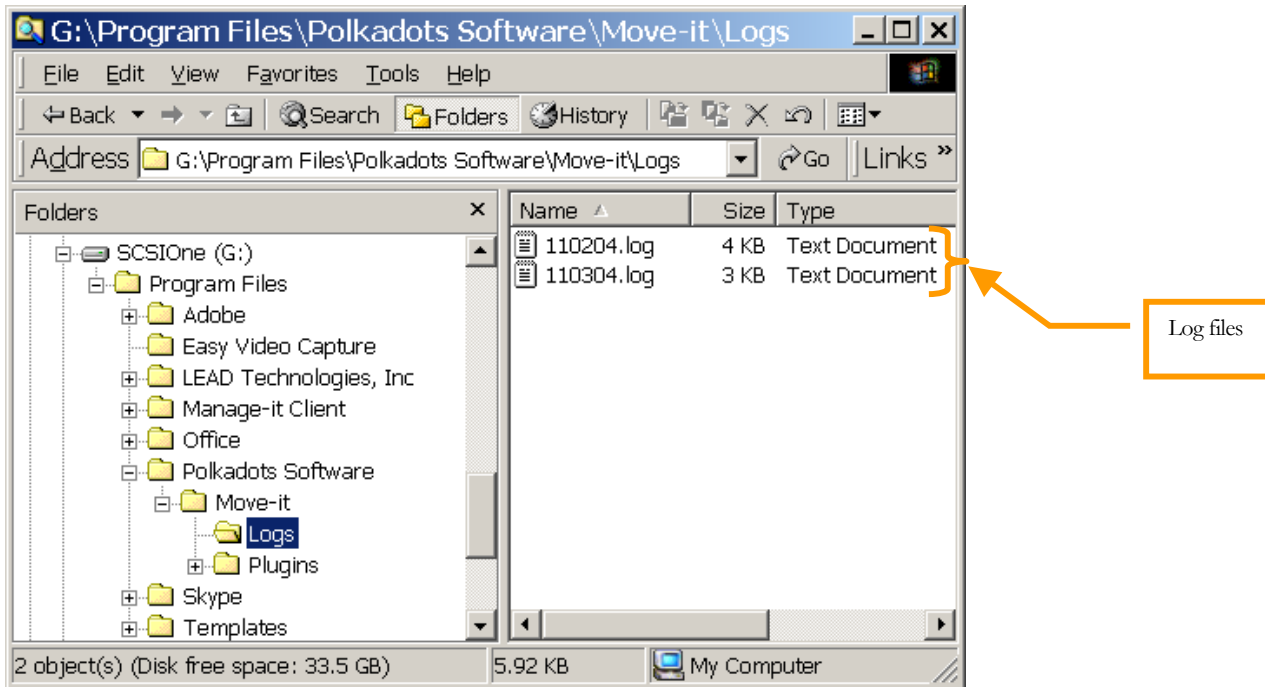 G:\Program Files\Polkadots Software\Move-it\Logs
File Edit View Favorites Tools Help
Back Search Folders History
Address G:\Program Files\Polkadots Software\Move-it\Logs Go Links »
Folders × Name Size Type
SCSIOne (G:)
Program Files
Adobe
Easy Video Capture
LEAD Technologies, Inc
Manage-it Client
Office
Polkadots Software
Move-it
Logs
Plugins
Skype
Templates
110204.log 4 KB Text Document
110304.log 3 KB Text Document
Log files
2 object(s) (Disk free space: 33.5 GB) 5.92 KB My Computer